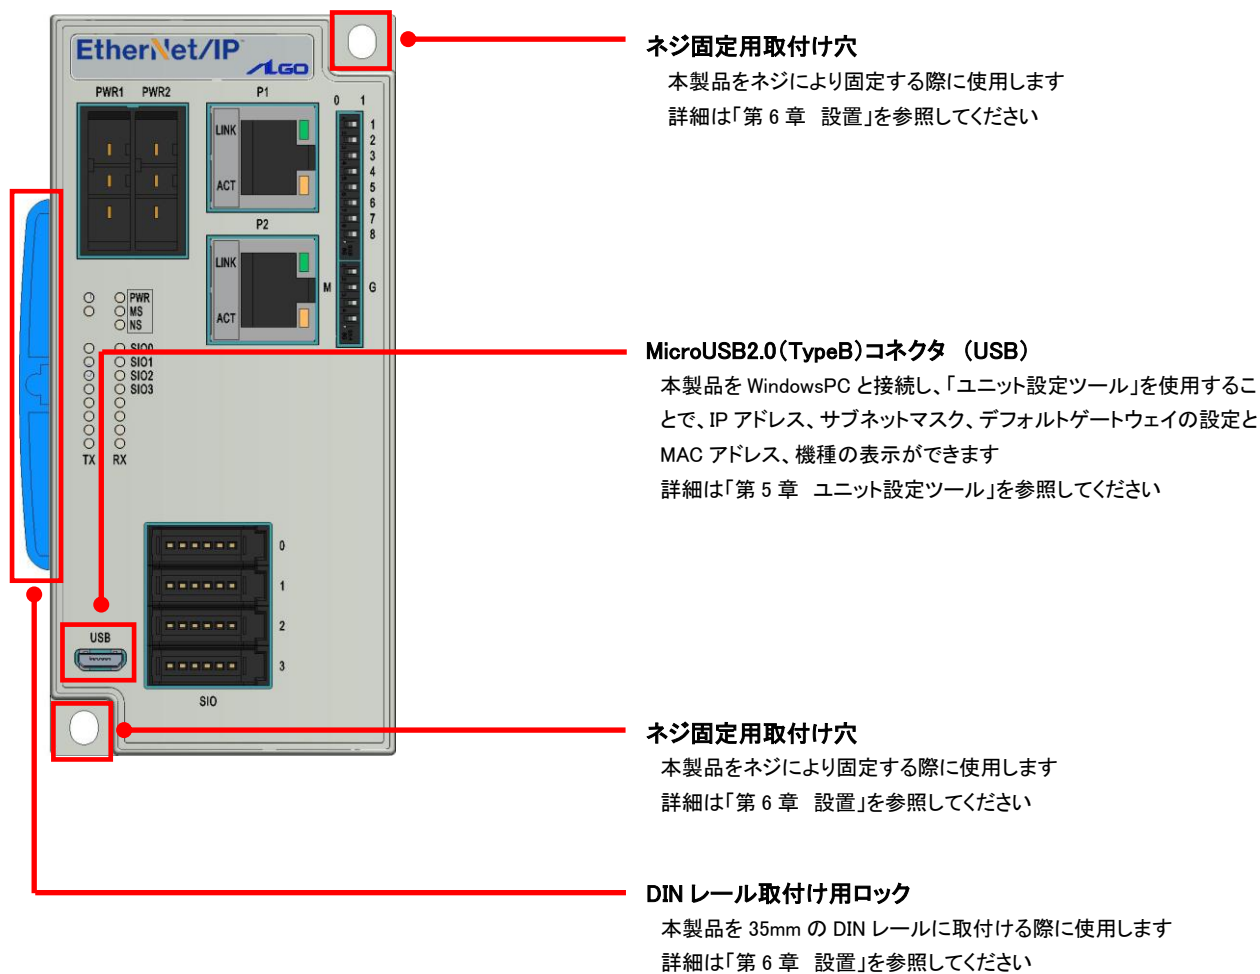 EtherNet/IP
ALGO
PWR1 PWR2
P1
0 1
LINK
ACT
1
2
3
4
5
6
7
8
P2
LINK
ACT
M
G
PWR
MS
NS
SIO0
SIO1
SIO2
SIO3
TX RX
0
1
2
3
USB
SIO
ネジ固定用取付け穴
本製品をネジにより固定する際に使用します
詳細は「第 6 章 設置」を参照してください
MicroUSB2.0(TypeB)コネクタ (USB)
本製品を WindowsPC と接続し、「ユニット設定ツール」を使用するこ
とで、IP アドレス、サブネットマスク、デフォルトゲートウェイの設定と
MAC アドレス、機種の表示ができます
詳細は「第 5 章 ユニット設定ツール」を参照してください
ネジ固定用取付け穴
本製品をネジにより固定する際に使用します
詳細は「第 6 章 設置」を参照してください
DIN レール取付け用ロック
本製品を 35mm の DIN レールに取付ける際に使用します
詳細は「第 6 章 設置」を参照してください